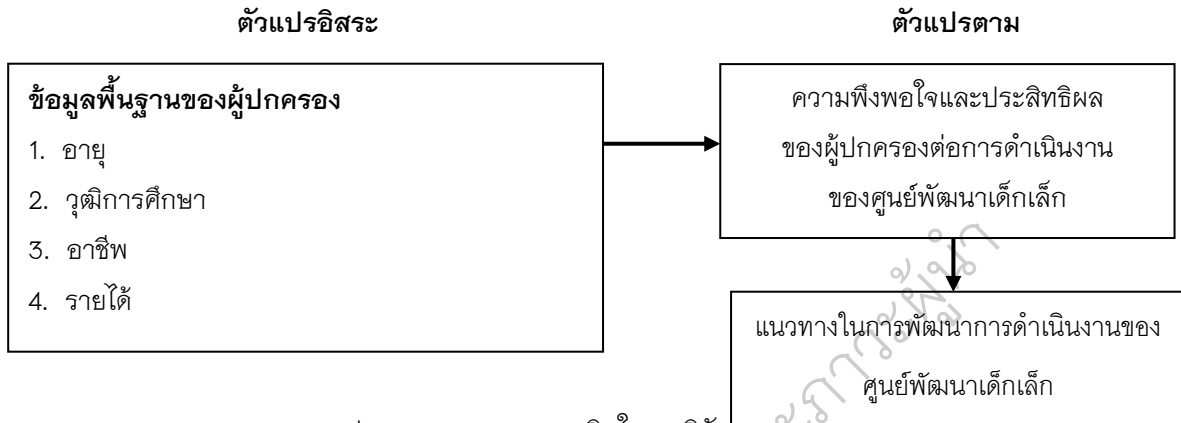 ตัวแปรอิสระ
ตัวแปรตาม
ข้อมูลพื้นฐานของผู้ปกครอง
1. อายุ
2. วุฒิการศึกษา
3. อาชีพ
4. รายได้
ความพึงพอใจและประสิทธิผล
ของผู้ปกครองต่อการดำเนินงาน
ของศูนย์พัฒนาเด็กเล็ก
แนวทางในการพัฒนาการดำเนินงานของ
ศูนย์พัฒนาเด็กเล็ก